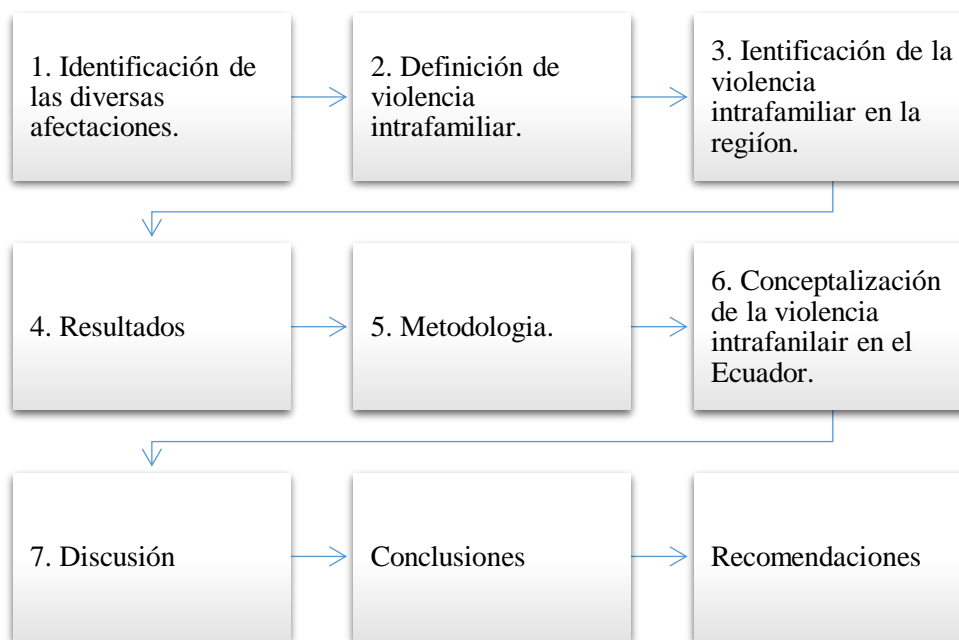 1. Identificación de
las diversas
afectaciones.
2. Definición de
violencia
intrafamiliar.
3. Ientificación de la
violencia
intrafamiliar en la
regiíon.
4. Resultados
5. Metodologia.
6. Conceptalización
de la violencia
intrafanilair en el
Ecuador.
7. Discusión
Conclusiones
Recomendaciones